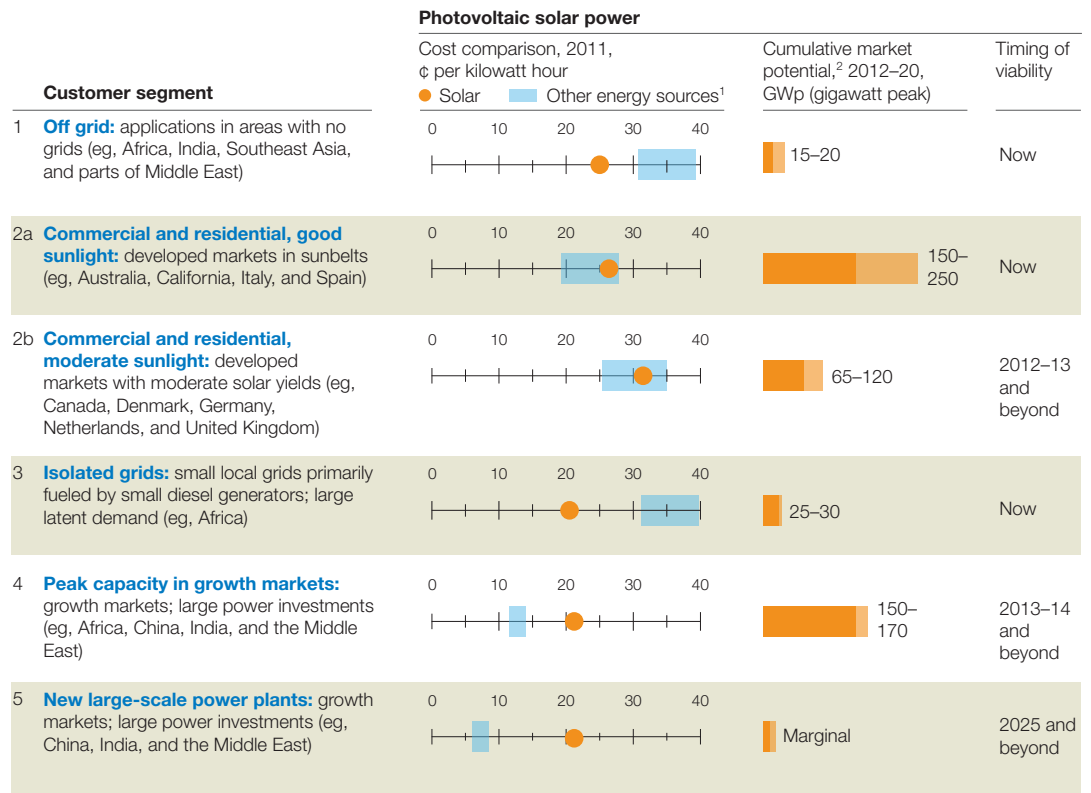 Photovoltaic solar power
Customer segment
Cost comparison, 2011,
¢ per kilowatt hour
Solar
Other energy sources1
Cumulative market
potential,2 2012–20,
GWp (gigawatt peak)
Timing of
viability
1 Off grid: applications in areas with no
grids (eg, Africa, India, Southeast Asia,
and parts of Middle East)
0 10 20 30 40
15–20
Now
2a Commercial and residential, good
sunlight: developed markets in sunbelts
(eg, Australia, California, Italy, and Spain)
0 10 20 30 40
150–
250
Now
2b Commercial and residential,
moderate sunlight: developed
markets with moderate solar yields (eg,
Canada, Denmark, Germany,
Netherlands, and United Kingdom)
0 10 20 30 40
65–120
2012–13
and
beyond
3 Isolated grids: small local grids primarily
fueled by small diesel generators; large
latent demand (eg, Africa)
0 10 20 30 40
25–30
Now
4 Peak capacity in growth markets:
growth markets; large power investments
(eg, Africa, China, India, and the Middle
East)
0 10 20 30 40
150–
170
2013–14
and
beyond
5 New large-scale power plants: growth
markets; large power investments (eg,
China, India, and the Middle East)
0 10 20 30 40
Marginal
2025 and
beyond